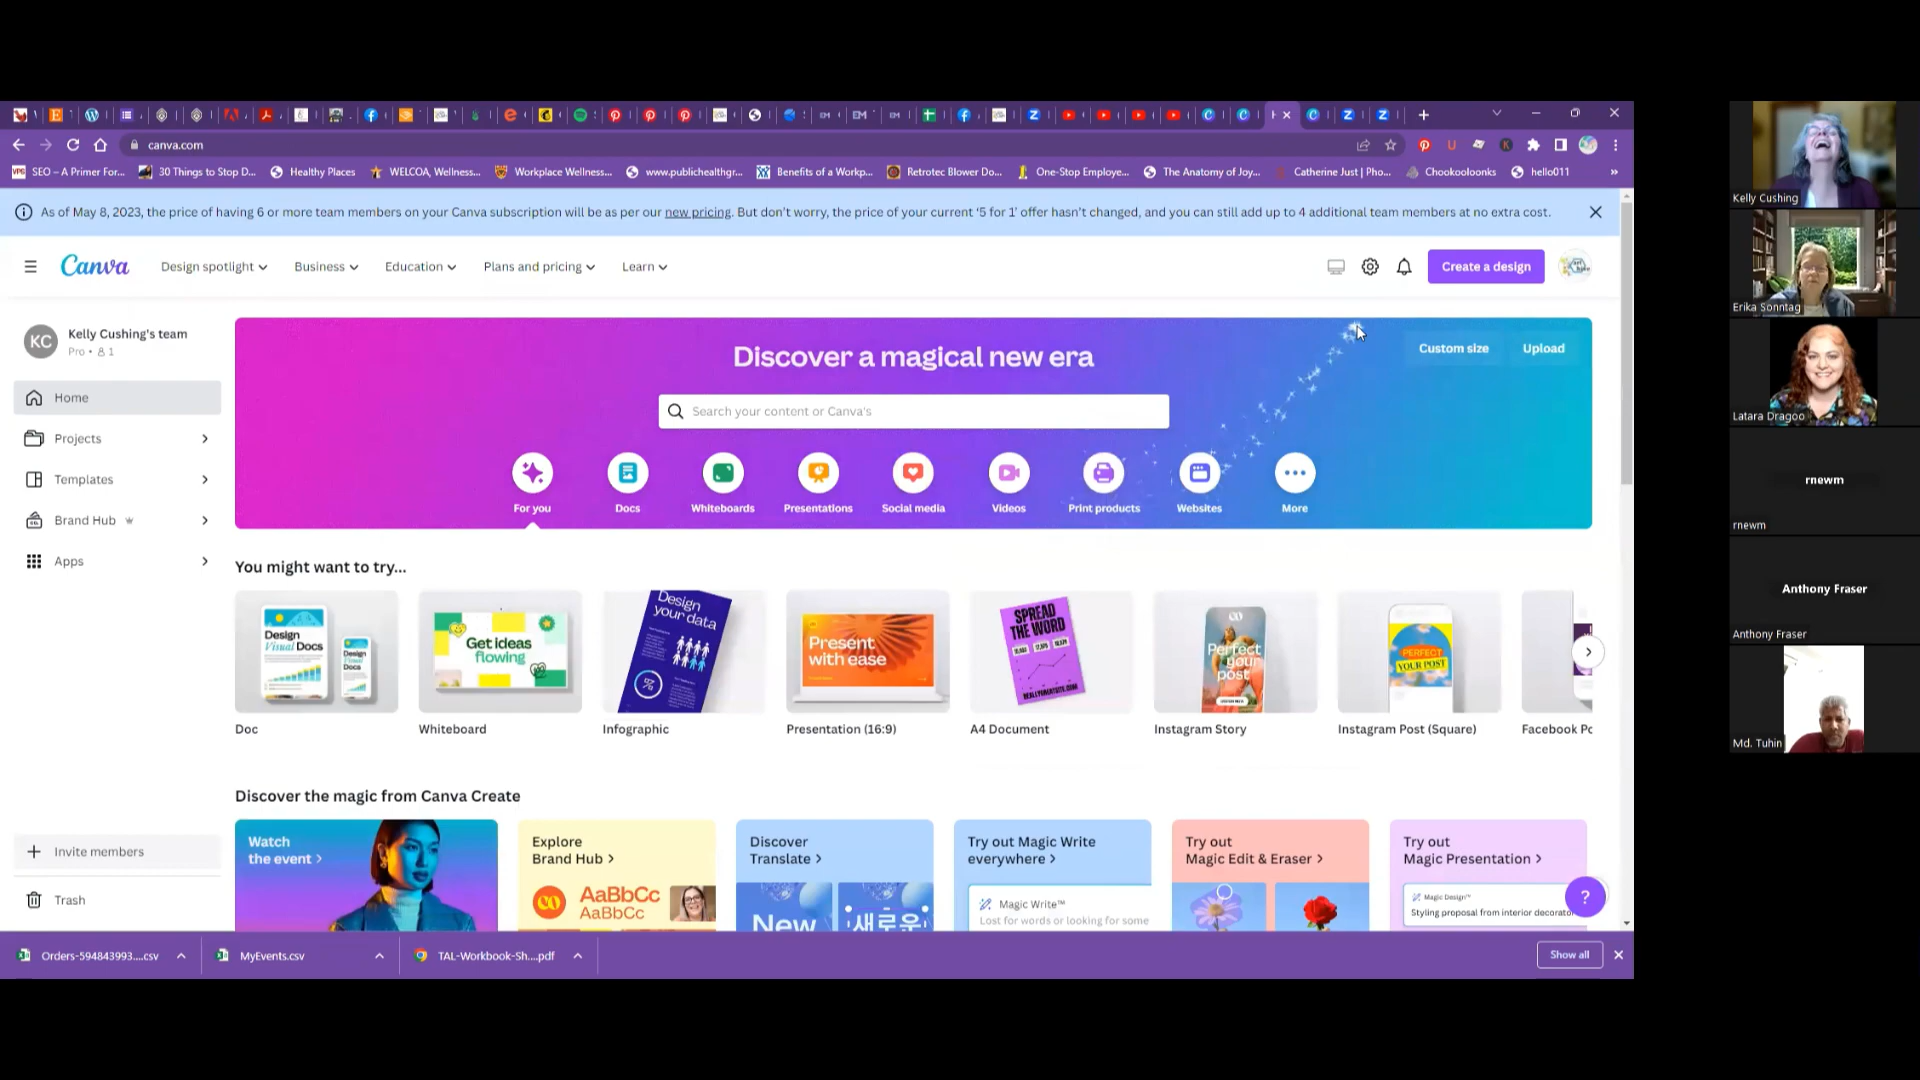 canva.com
SEO – A Primer For...
30 Things to Stop D...
Healthy Places
WELCOA, Wellness...
Workplace Wellness...
www.publichealthgr...
Benefits of a Workp...
Retrotec Blower Do...
One-Stop Employe...
The Anatomy of Joy...
Catherine Just | Pho...
Chookooloonks
hello011
As of May 8, 2023, the price of having 6 or more team members on your Canva subscription will be as per our new pricing. But don't worry, the price of your current '5 for 1' offer hasn't changed, and you can still add up to 4 additional team members at no extra cost.
Canva
Design spotlight
Business
Education
Plans and pricing
Learn
Create a design
KC
Kelly Cushing's team
Pro • 1
Home
Projects
Templates
Brand Hub
Apps
Invite members
Trash
Discover a magical new era
Custom size
Upload
Search your content or Canva's
For you
Docs
Whiteboards
Presentations
Social media
Videos
Print products
Websites
More
You might want to try...
Design
Visual Docs
Design
Visual Docs
Get ideas
flowing
Design
your data
Present
with ease
SPREAD
THE WORD
Perfect
your
post
PERFECT
YOUR POST
Doc
Whiteboard
Infographic
Presentation (16:9)
A4 Document
Instagram Story
Instagram Post (Square)
Facebook Po
Discover the magic from Canva Create
Watch
the event >
Explore
Brand Hub >
CO
AaBbCc
AaBbCc
Discover
Translate >
New
새로운
Try out Magic Write
everywhere >
Magic Write™
Lost for words or looking for some
Try out
Magic Edit & Eraser >
Try out
Magic Presentation >
Magic Design™
Styling proposal from interior decorato
?
Orders-594843993....csv
MyEvents.csv
TAL-Workbook-Sh....pdf
Show all
Kelly Cushing
Erika Sonntag
Latara Dragoo
rnewm
rnewm
Anthony Fraser
Anthony Fraser
Md. Tuhin